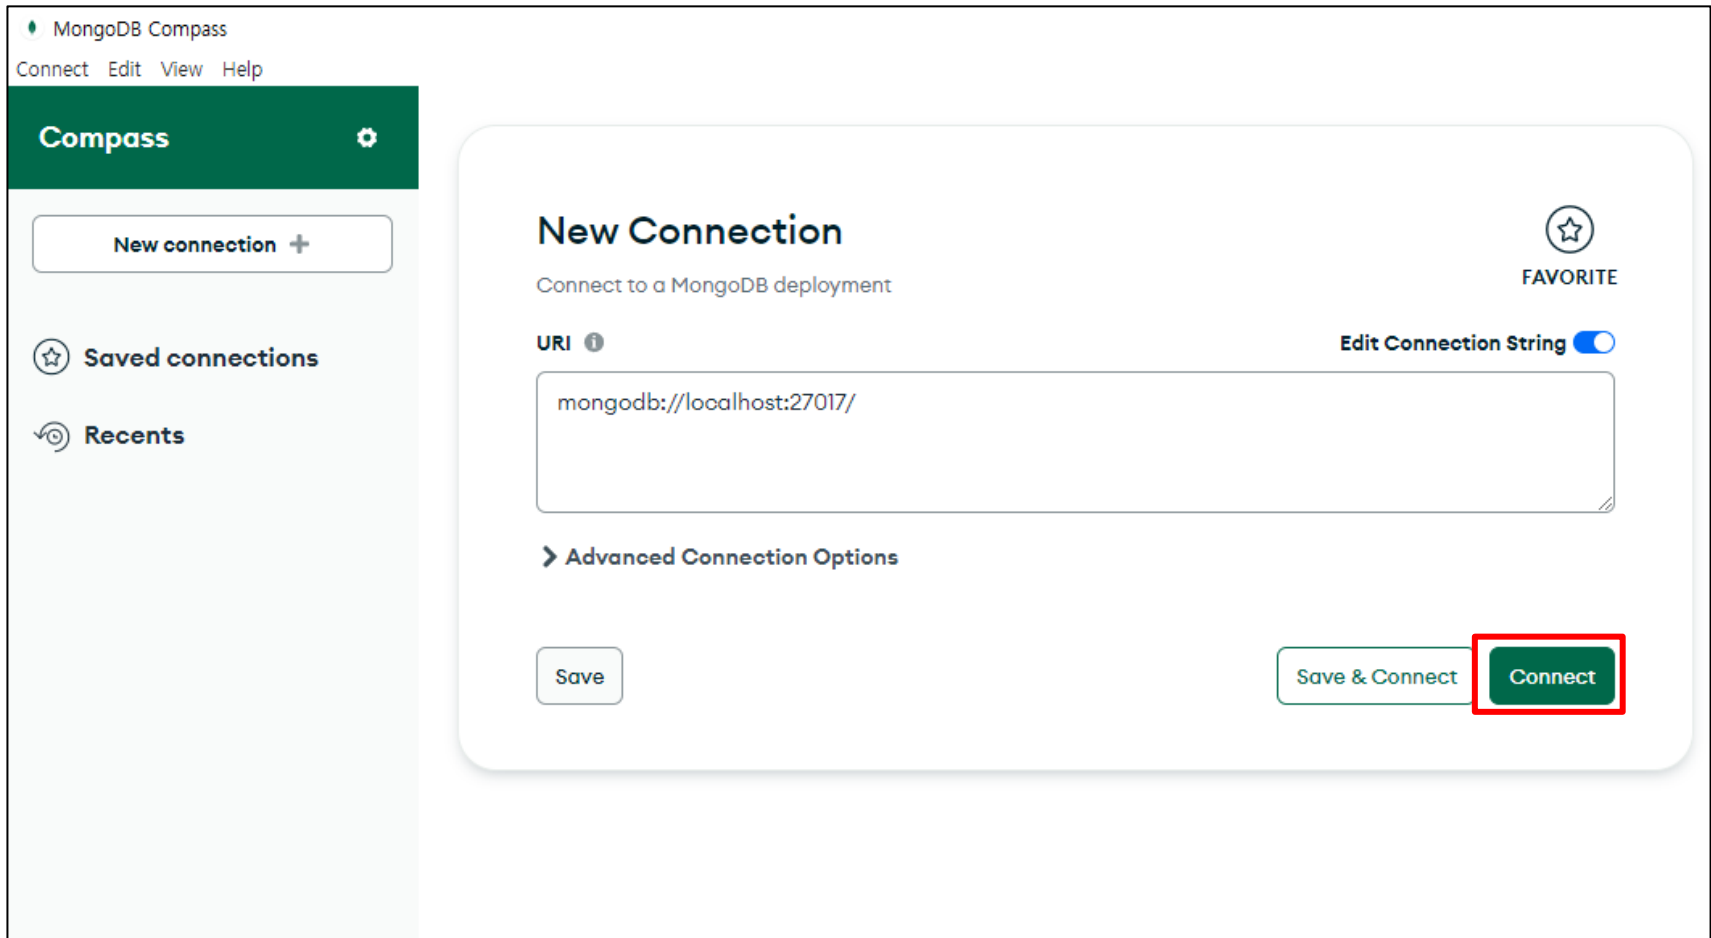 MongoDB Compass
Connect Edit View Help
Compass
New connection
Saved connections
Recents
New Connection
Connect to a MongoDB deployment
FAVORITE
URI
Edit Connection String
mongodb://localhost:27017/
Advanced Connection Options
Save
Save & Connect
Connect